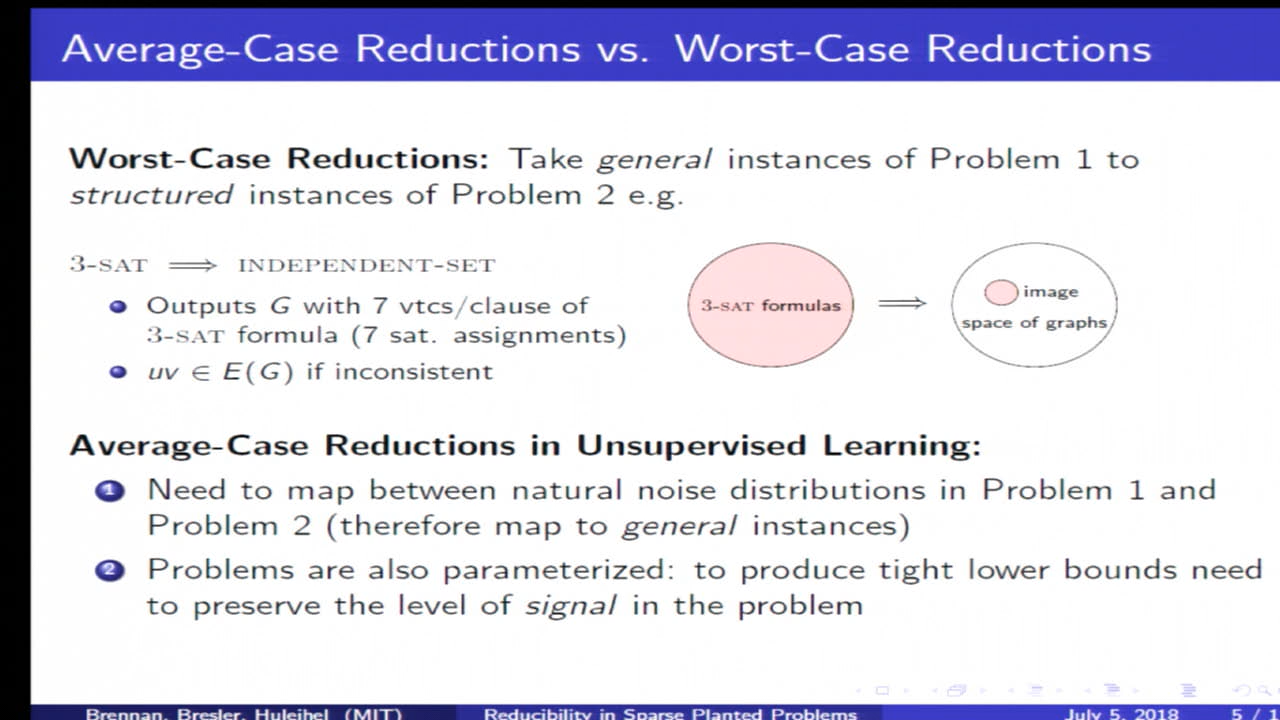 Average-Case Reductions vs. Worst-Case Reductions
Worst-Case Reductions: Take general instances of Problem 1 to
structured instances of Problem 2 e.g.
3-SAT ⟹ INDEPENDENT-SET
Outputs G with 7 vtcs/clause of
3-SAT formula (7 sat. assignments)
uv ∈ E(G) if inconsistent
3-SAT formulas
⟹
image
space of graphs
Average-Case Reductions in Unsupervised Learning:
1 Need to map between natural noise distributions in Problem 1 and
Problem 2 (therefore map to general instances)
2 Problems are also parameterized: to produce tight lower bounds need
to preserve the level of signal in the problem
Brennan, Bresler, Huleihel (MIT)
Reducibility in Sparse Planted Problems
July 5, 2018
5 / 1